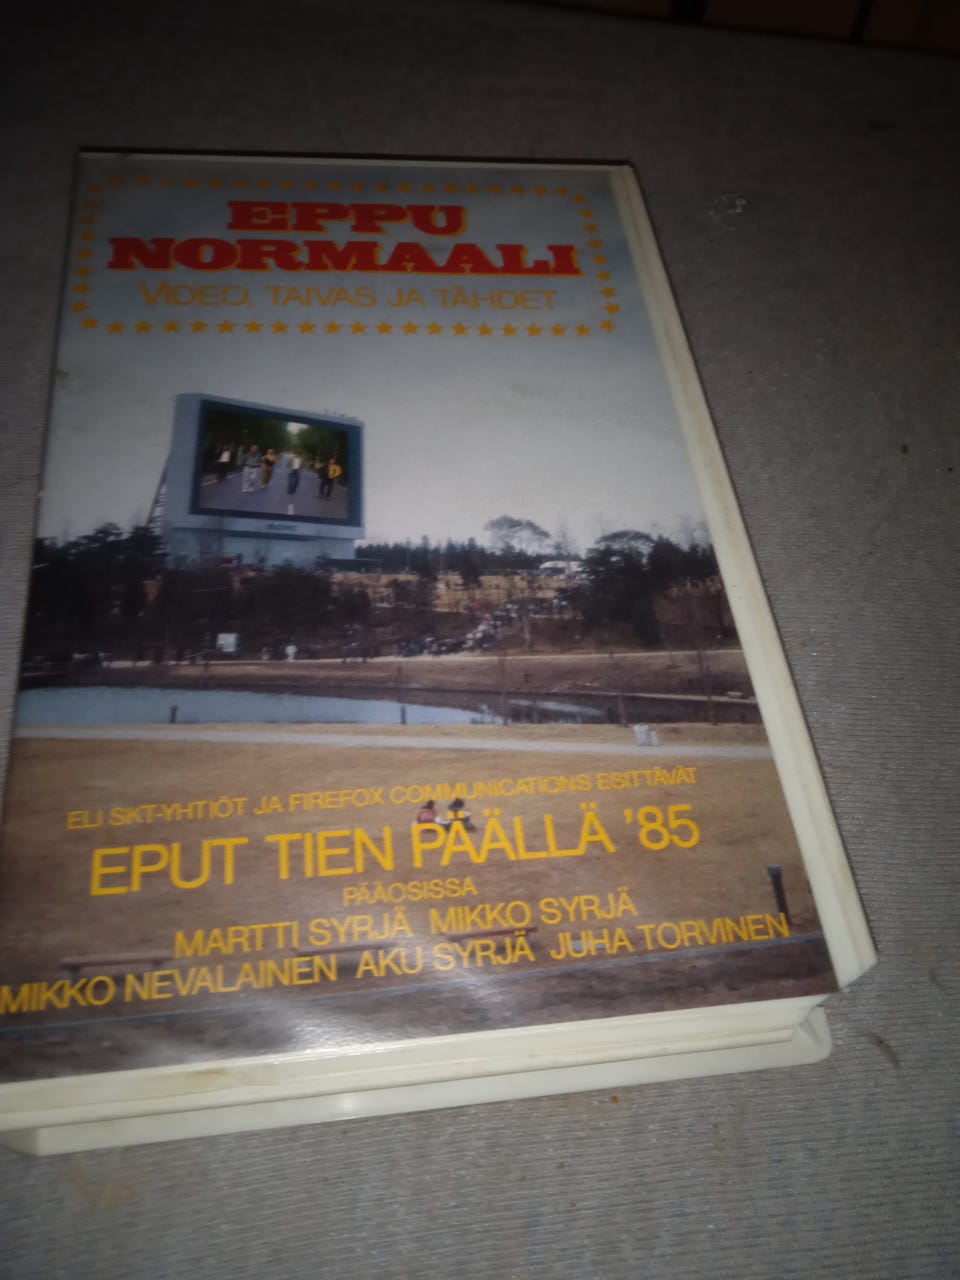 EPPU
NORMAALI
VIDEO, TAIVAS JA TÄHDET
ELI SKT-YHTIÖT JA FIREFOX COMMUNICATIONS ESITTÄVÄT
EPUT TIEN PÄÄLLÄ '85
PÄÄOSISSA
MARTTI SYRJÄ MIKKO SYRJÄ
MIKKO NEVALAINEN AKU SYRJÄ JUHA TORVINEN